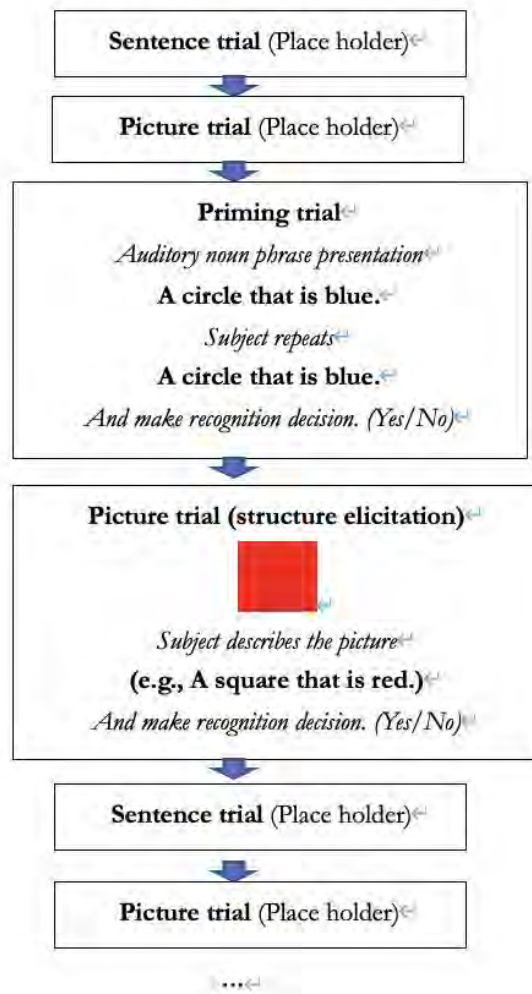 Sentence trial (Place holder)
Picture trial (Place holder)
Priming trial
Auditory noun phrase presentation
A circle that is blue.
Subject repeats
A circle that is blue.
And make recognition decision. (Yes/No)
Picture trial (structure elicitation)
Subject describes the picture
(e.g., A square that is red.)
And make recognition decision. (Yes/No)
Sentence trial (Place holder)
Picture trial (Place holder)
...